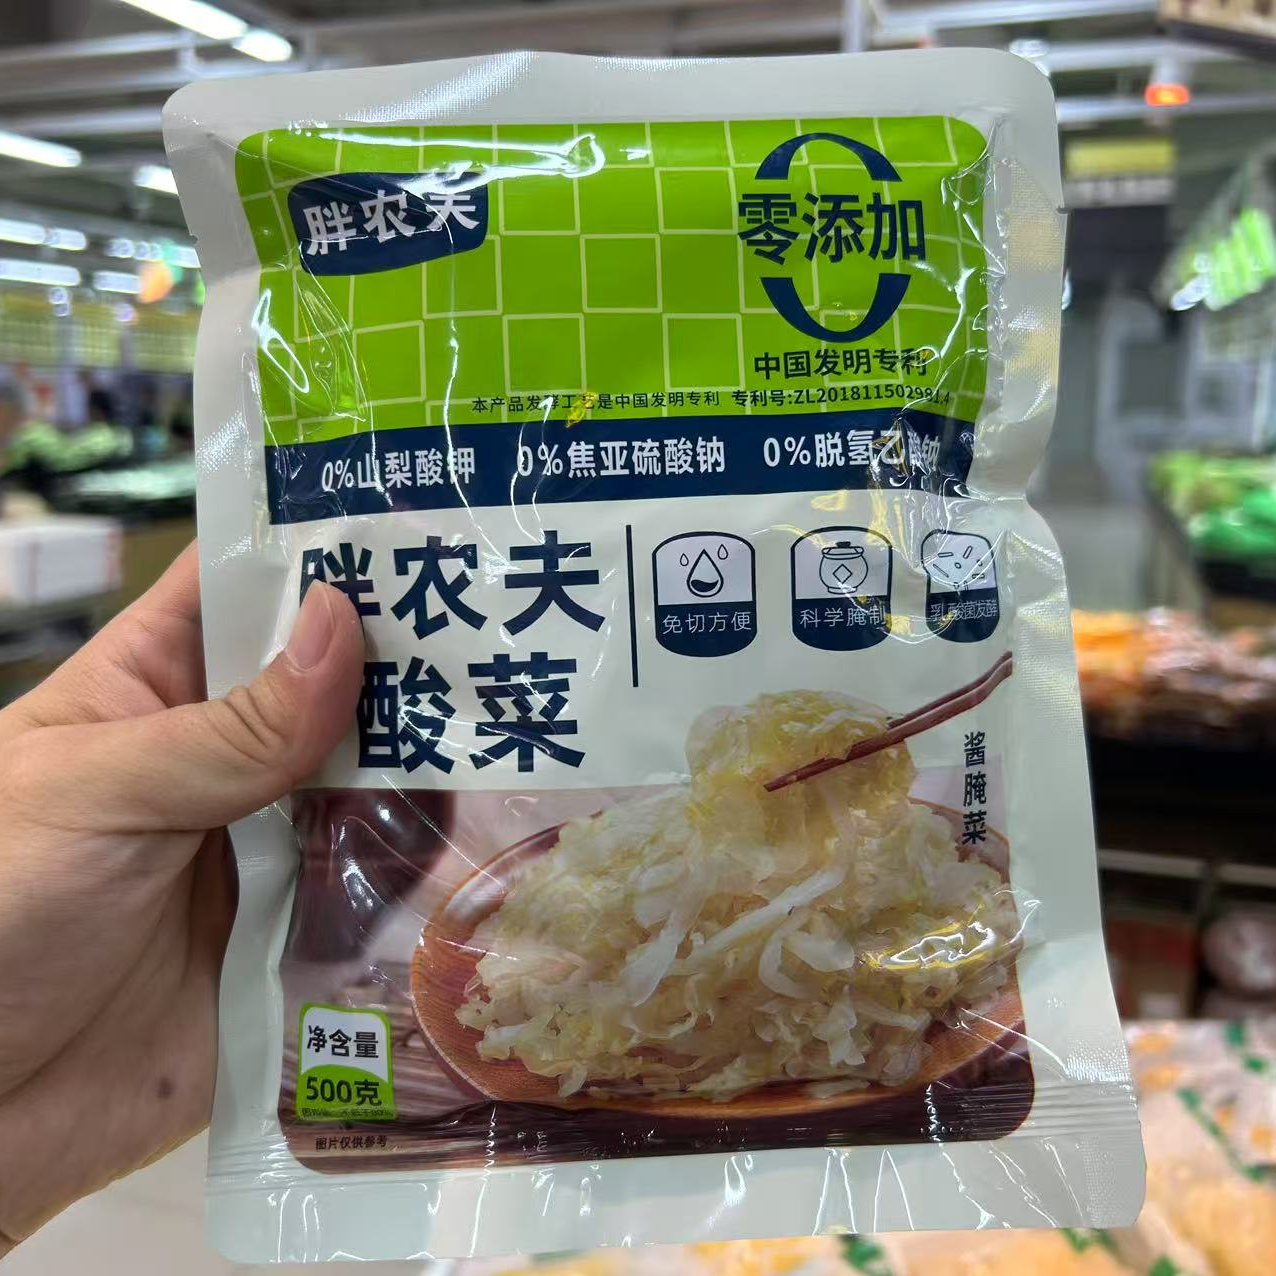 胖农夫
零添加
中国发明专利
本产品发酵工艺是中国发明专利 专利号:ZL201811502981.4
0%山梨酸钾 0%焦亚硫酸钠 0%脱氢乙酸钠
胖农夫
酸菜
免切方便
科学腌制
乳酸菌发酵
酱腌菜
净含量
500克
图片仅供参考